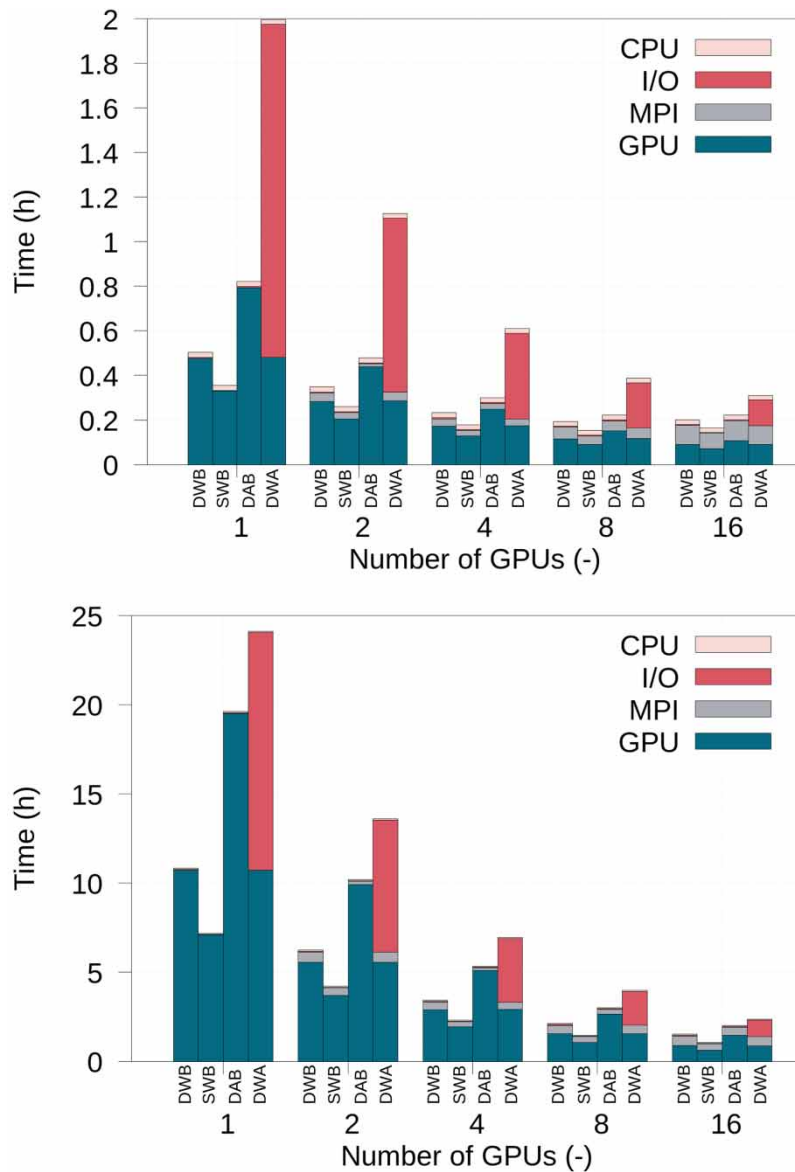 2
1.8
1.6
1.4
1.2
1
0.8
0.6
0.4
0.2
0
Time (h)
CPU
I/O
MPI
GPU
DWB SWB DAB DWA DWB SWB DAB DWA DWB SWB DAB DWA DWB SWB DAB DWA DWB SWB DAB DWA
1 2 4 8 16
Number of GPUs (-)
25
20
15
10
5
0
Time (h)
CPU
I/O
MPI
GPU
DWB SWB DAB DWA DWB SWB DAB DWA DWB SWB DAB DWA DWB SWB DAB DWA DWB SWB DAB DWA
1 2 4 8 16
Number of GPUs (-)